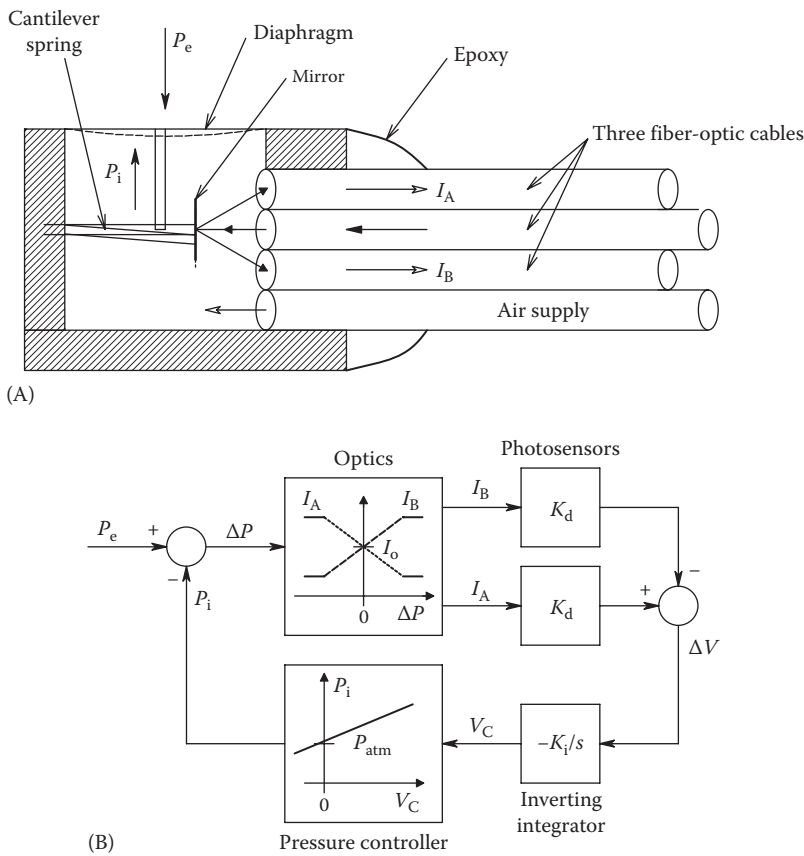 Cantilever
spring
P_e
Diaphragm
Mirror
Epoxy
Three fiber-optic cables
P_i
I_A
I_B
Air supply
(A)
Optics
Photosensors
I_A
I_B
I_o
0
ΔP
P_e
+
−
ΔP
P_i
I_B
K_d
−
I_A
K_d
+
ΔV
P_i
P_atm
0
V_C
V_C
−K_i/s
Pressure controller
Inverting
integrator
(B)